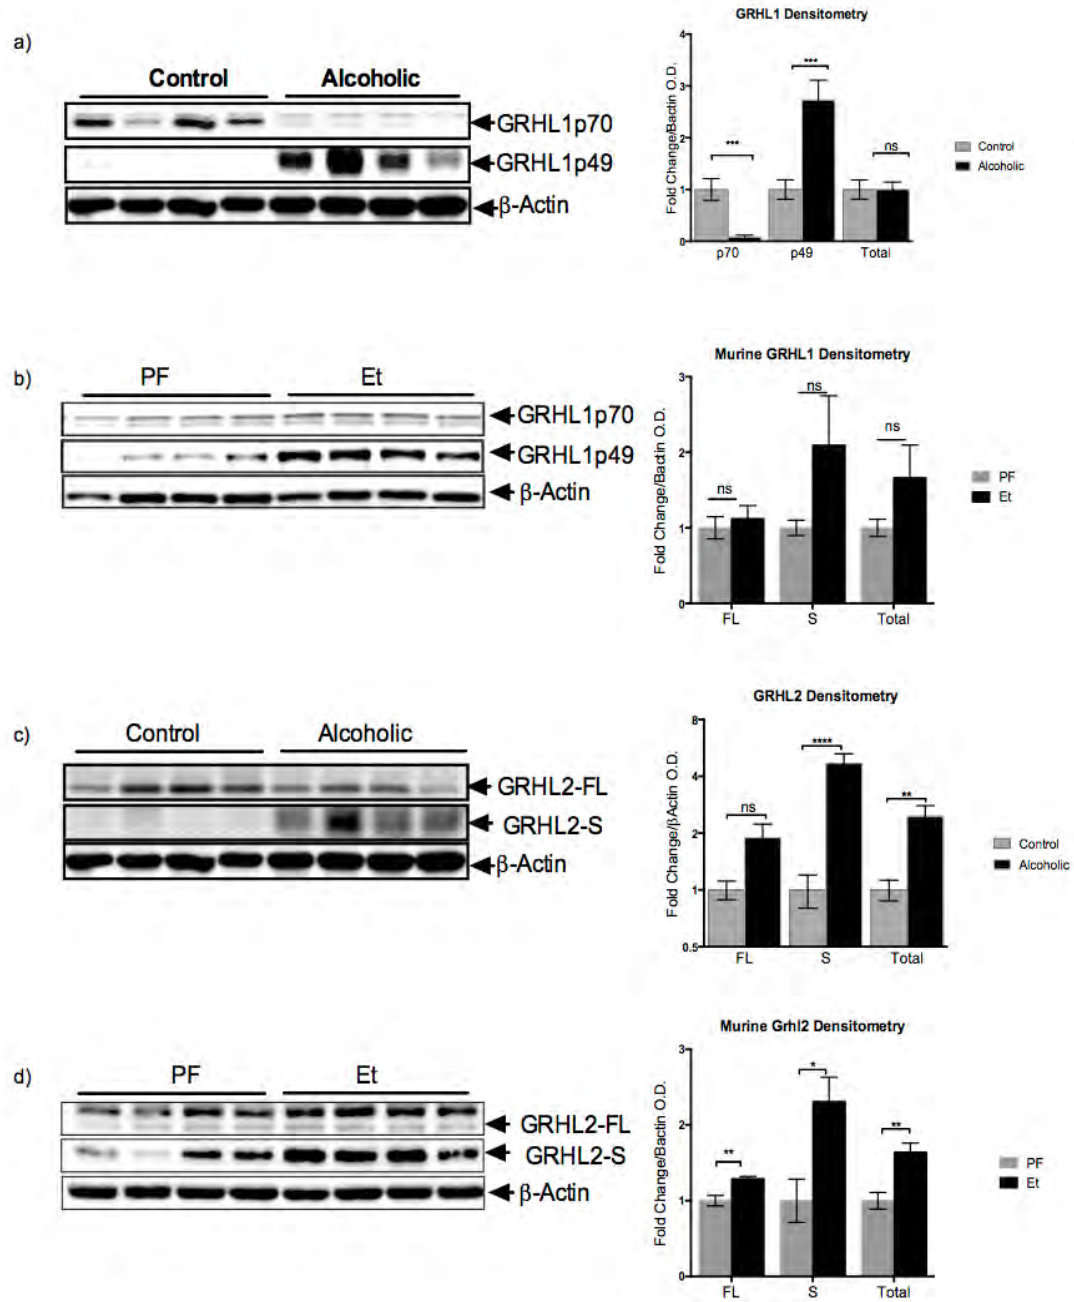 a)
Control Alcoholic
GRHL1p70
GRHL1p49
β-Actin
GRHL1 Densitometry
Fold Change/Bactin O.D.
4
3
2
1
0
***
***
ns
p70 p49 Total
Control
Alcoholic
b)
PF Et
GRHL1p70
GRHL1p49
β-Actin
Murine GRHL1 Densitometry
Fold Change/Bactin O.D.
3
2
1
0
ns
ns
ns
FL S Total
PF
Et
c)
Control Alcoholic
GRHL2-FL
GRHL2-S
β-Actin
GRHL2 Densitometry
Fold Change/βActin O.D.
8
4
2
1
0.5
ns
****
**
FL S Total
Control
Alcoholic
d)
PF Et
GRHL2-FL
GRHL2-S
β-Actin
Murine Grhl2 Densitometry
Fold Change/Bactin O.D.
3
2
1
0
**
*
**
FL S Total
PF
Et